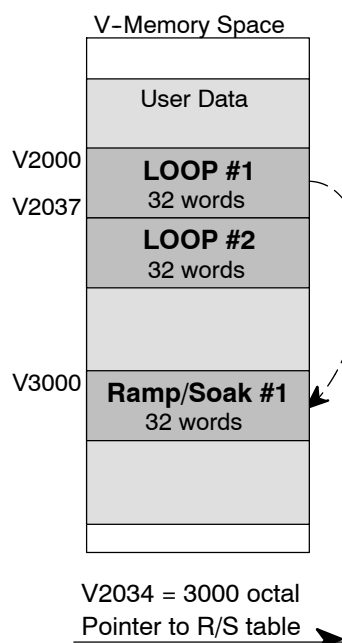 V--Memory Space
User Data
V2000
LOOP #1
32 words
V2037
LOOP #2
32 words
V3000
Ramp/Soak #1
32 words
V2034 = 3000 octal
Pointer to R/S table